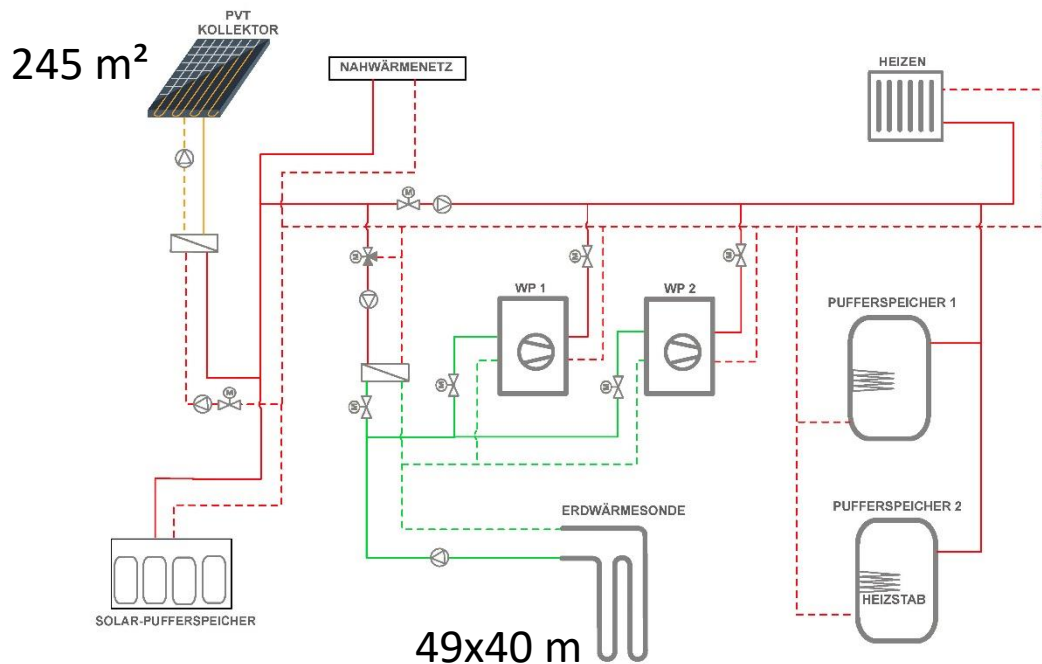 PVT
KOLLEKTOR
245 m²
NAHWÄRMENETZ
HEIZEN
M
M
M
M
WP 1
WP 2
PUFFERSPEICHER 1
M
M
M
M
PUFFERSPEICHER 2
ERDWÄRMESONDE
HEIZSTAB
SOLAR-PUFFERSPEICHER
49x40 m